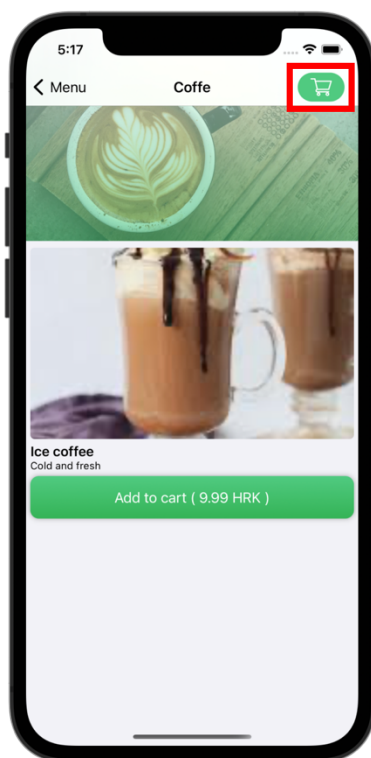 5:17
Menu
Coffe
Ice coffee
Cold and fresh
Add to cart ( 9.99 HRK )